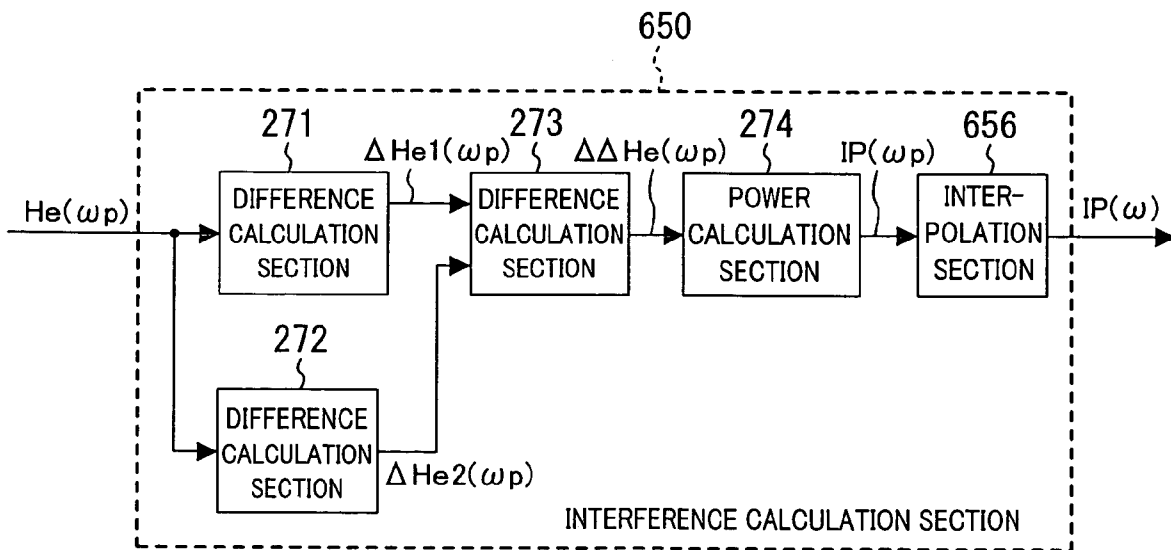 650
271
273
274
656
ΔHe1(ωp)
ΔΔHe(ωp)
IP(ωp)
He(ωp)
DIFFERENCE
CALCULATION
SECTION
DIFFERENCE
CALCULATION
SECTION
POWER
CALCULATION
SECTION
INTER-
POLATION
SECTION
IP(ω)
272
DIFFERENCE
CALCULATION
SECTION
ΔHe2(ωp)
INTERFERENCE CALCULATION SECTION